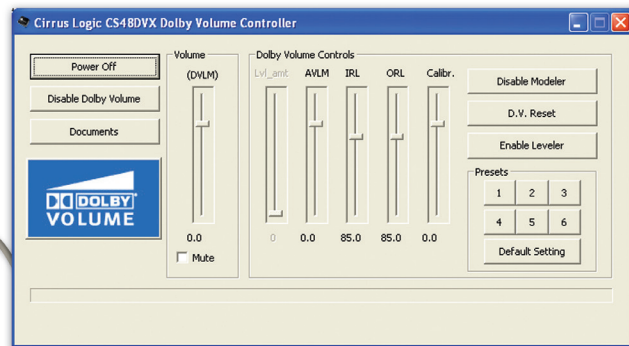 Cirrus Logic CS48DVX Dolby Volume Controller
Power Off
Disable Dolby Volume
Documents
DOLBY
VOLUME
Volume
(DVLM)
0.0
Mute
Dolby Volume Controls
Lvl_amt AVLM IRL ORL Calibr.
0 0.0 85.0 85.0 0.0
Disable Modeler
D.V. Reset
Enable Leveler
Presets
1 2 3
4 5 6
Default Setting